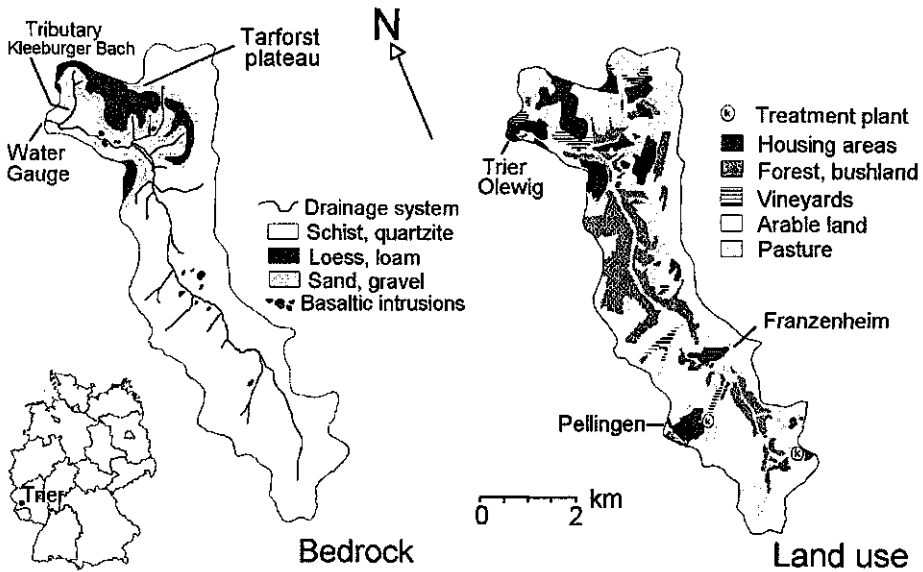 Tributary
Kleeburger Bach
Tarforst
plateau
N
Water
Gauge
Drainage system
Schist, quartzite
Loess, loam
Sand, gravel
Basaltic intrusions
Trier
Bedrock
k Treatment plant
Housing areas
Forest, bushland
Vineyards
Arable land
Pasture
Trier
Olewig
Franzenheim
Pellingen
k
k
0 2 km
Land use